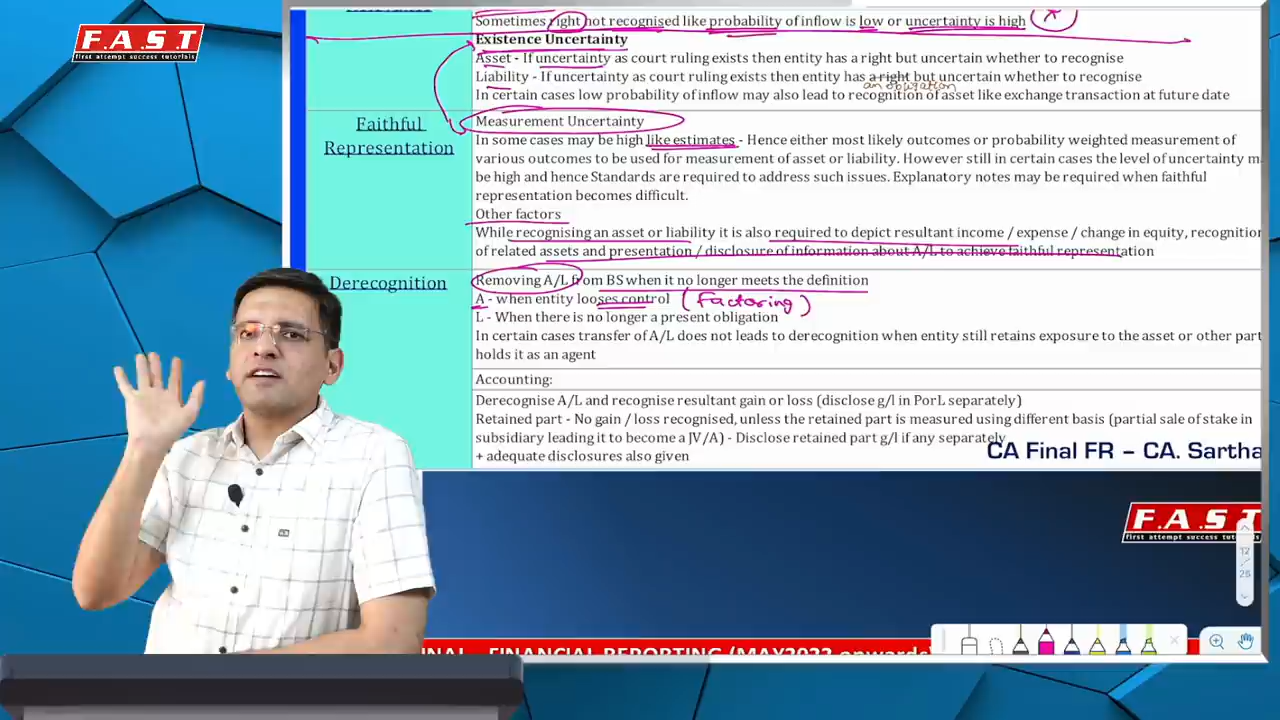 F.A.S.T
first attempt success tutorials
Sometimes right not recognised like probability of inflow is low or uncertainty is high (x)
Existence Uncertainty
Asset - If uncertainty as court ruling exists then entity has a right but uncertain whether to recognise
Liability - If uncertainty as court ruling exists then entity has a right but uncertain whether to recognise
an obligation
In certain cases low probability of inflow may also lead to recognition of asset like exchange transaction at future date
Faithful
Representation
Measurement Uncertainty
In some cases may be high like estimates - Hence either most likely outcomes or probability weighted measurement of
various outcomes to be used for measurement of asset or liability. However still in certain cases the level of uncertainty m
be high and hence Standards are required to address such issues. Explanatory notes may be required when faithful
representation becomes difficult.
Other factors
While recognising an asset or liability it is also required to depict resultant income / expense / change in equity, recognition
of related assets and presentation / disclosure of information about A/L to achieve faithful representation
Derecognition
Removing A/L from BS when it no longer meets the definition
A - when entity looses control (Factoring)
L - When there is no longer a present obligation
In certain cases transfer of A/L does not leads to derecognition when entity still retains exposure to the asset or other part
holds it as an agent
Accounting:
Derecognise A/L and recognise resultant gain or loss (disclose g/l in PorL separately)
Retained part - No gain / loss recognised, unless the retained part is measured using different basis (partial sale of stake in
subsidiary leading it to become a JV/A) - Disclose retained part g/l if any separately
+ adequate disclosures also given
CA Final FR – CA. Sartha
F.A.S.T
first attempt success tutorials
12
/
25
NAL - FINANCIAL REPORTING (MAY2022 onwards)